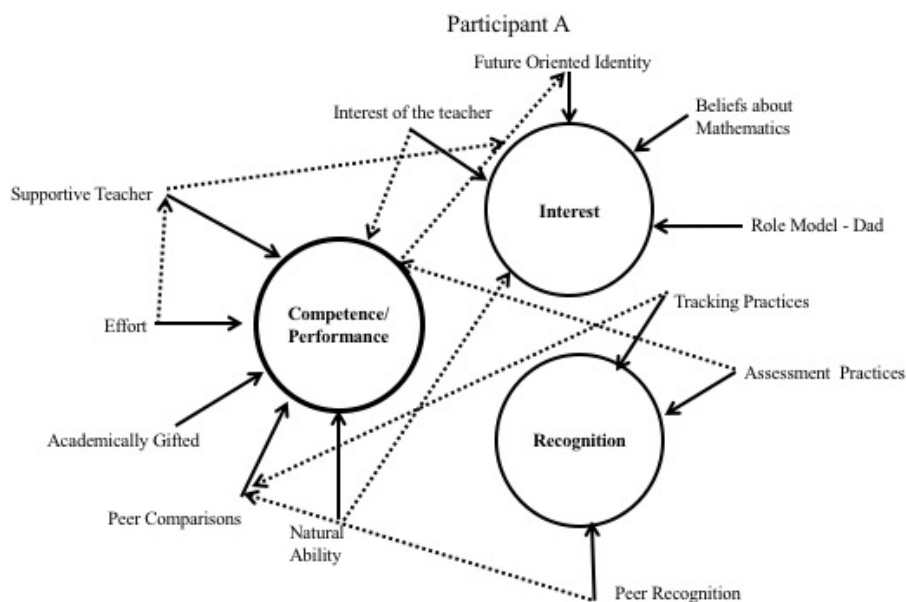 Participant A
Future Oriented Identity
Interest of the teacher
Beliefs about
Mathematics
Supportive Teacher
Interest
Role Model - Dad
Tracking Practices
Competence/
Performance
Effort
Assessment Practices
Academically Gifted
Recognition
Peer Comparisons
Natural
Ability
Peer Recognition